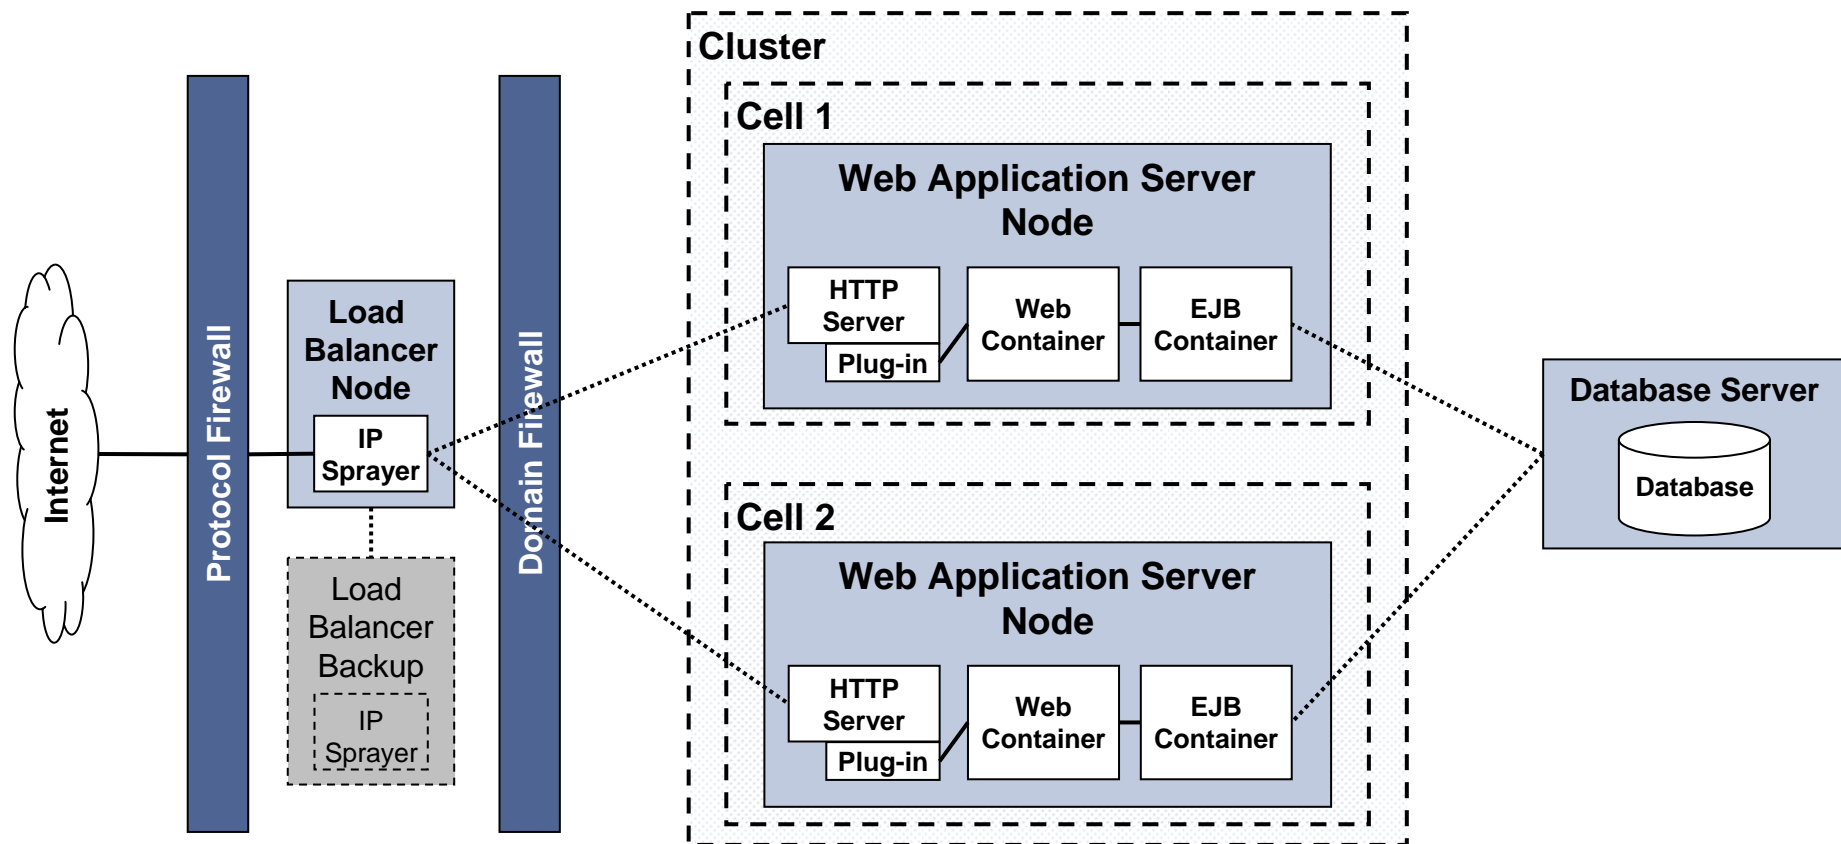 Internet
Protocol Firewall
Load
Balancer
Node
IP
Sprayer
Load
Balancer
Backup
IP
Sprayer
Domain Firewall
Cluster
Cell 1
Web Application Server
Node
HTTP
Server
Plug-in
Web
Container
EJB
Container
Cell 2
Web Application Server
Node
HTTP
Server
Plug-in
Web
Container
EJB
Container
Database Server
Database